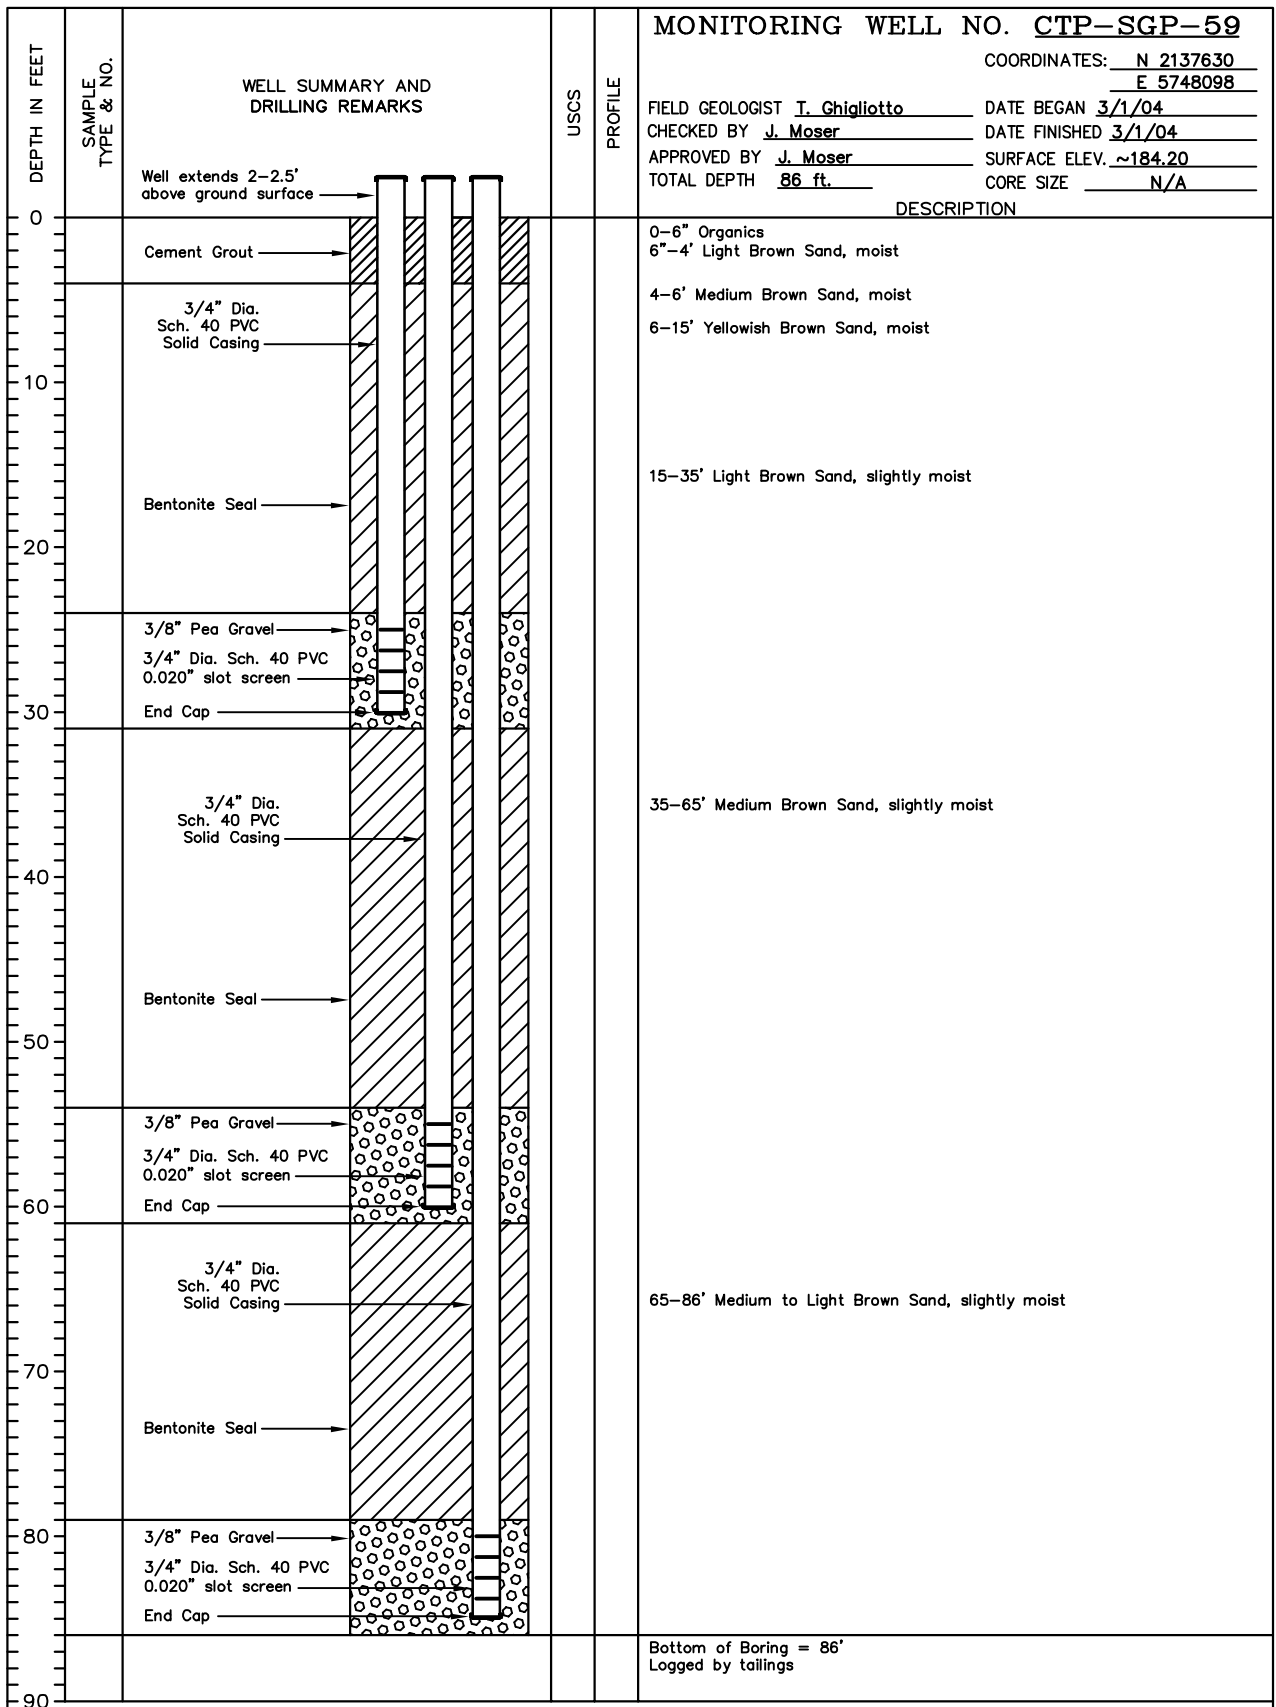 MONITORING WELL NO. CTP-SGP-59
COORDINATES: N 2137630
E 5748098
FIELD GEOLOGIST T. Ghigliotto DATE BEGAN 3/1/04
CHECKED BY J. Moser DATE FINISHED 3/1/04
APPROVED BY J. Moser SURFACE ELEV. ~184.20
TOTAL DEPTH 86 ft. CORE SIZE N/A
DESCRIPTION
DEPTH IN FEET
SAMPLE
TYPE & NO.
WELL SUMMARY AND
DRILLING REMARKS
USCS
PROFILE
Well extends 2-2.5'
above ground surface
0
0-6" Organics
Cement Grout
6"-4' Light Brown Sand, moist
4-6' Medium Brown Sand, moist
3/4" Dia.
Sch. 40 PVC
Solid Casing
6-15' Yellowish Brown Sand, moist
10
15-35' Light Brown Sand, slightly moist
Bentonite Seal
20
3/8" Pea Gravel
3/4" Dia. Sch. 40 PVC
0.020" slot screen
End Cap
30
3/4" Dia.
Sch. 40 PVC
Solid Casing
35-65' Medium Brown Sand, slightly moist
40
Bentonite Seal
50
3/8" Pea Gravel
3/4" Dia. Sch. 40 PVC
0.020" slot screen
End Cap
60
3/4" Dia.
Sch. 40 PVC
Solid Casing
65-86' Medium to Light Brown Sand, slightly moist
70
Bentonite Seal
80
3/8" Pea Gravel
3/4" Dia. Sch. 40 PVC
0.020" slot screen
End Cap
Bottom of Boring = 86'
Logged by tailings
90